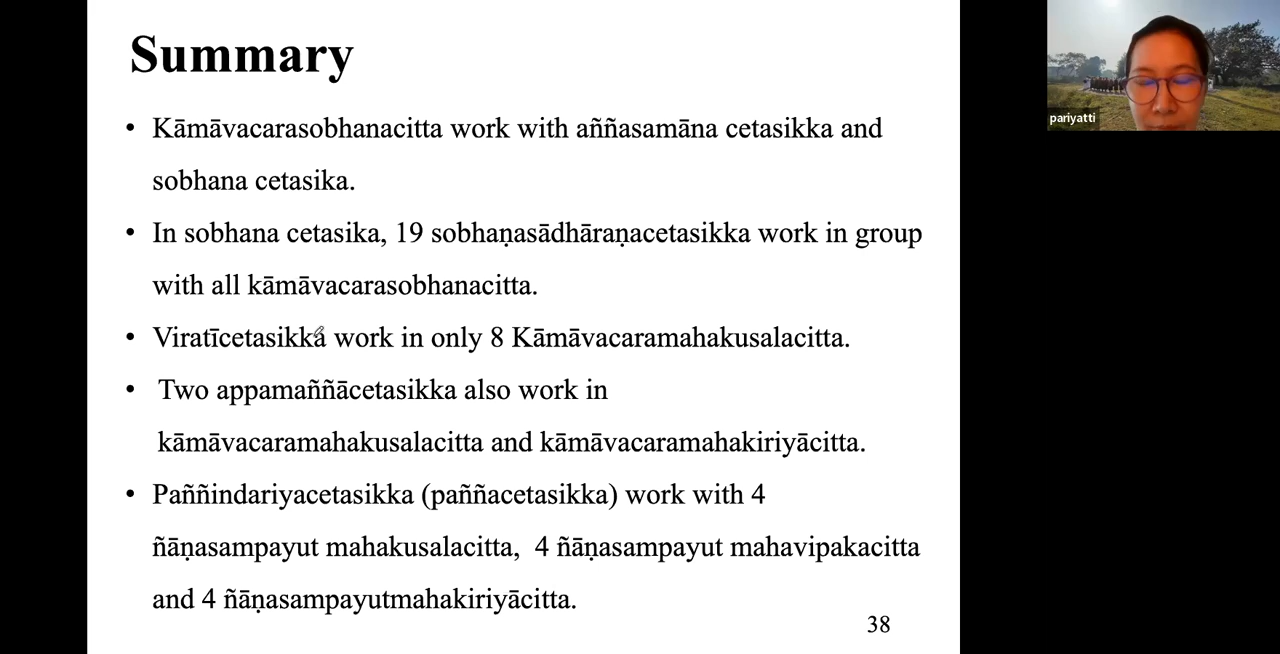 Summary
• Kāmāvacarasobhanacitta work with aññasamāna cetasikka and
sobhana cetasika.
• In sobhana cetasika, 19 sobhaṇasādhāraṇacetasikka work in group
with all kāmāvacarasobhanacitta.
• Viratīcetasikkā work in only 8 Kāmāvacaramahakusalacitta.
• Two appamaññācetasikka also work in
kāmāvacaramahakusalacitta and kāmāvacaramahakiriyācitta.
• Paññindariyacetasikka (paññacetasikka) work with 4
ñāṇasampayut mahakusalacitta, 4 ñāṇasampayut mahavipakacitta
and 4 ñāṇasampayutmahakiriyācitta.
38
pariyatti